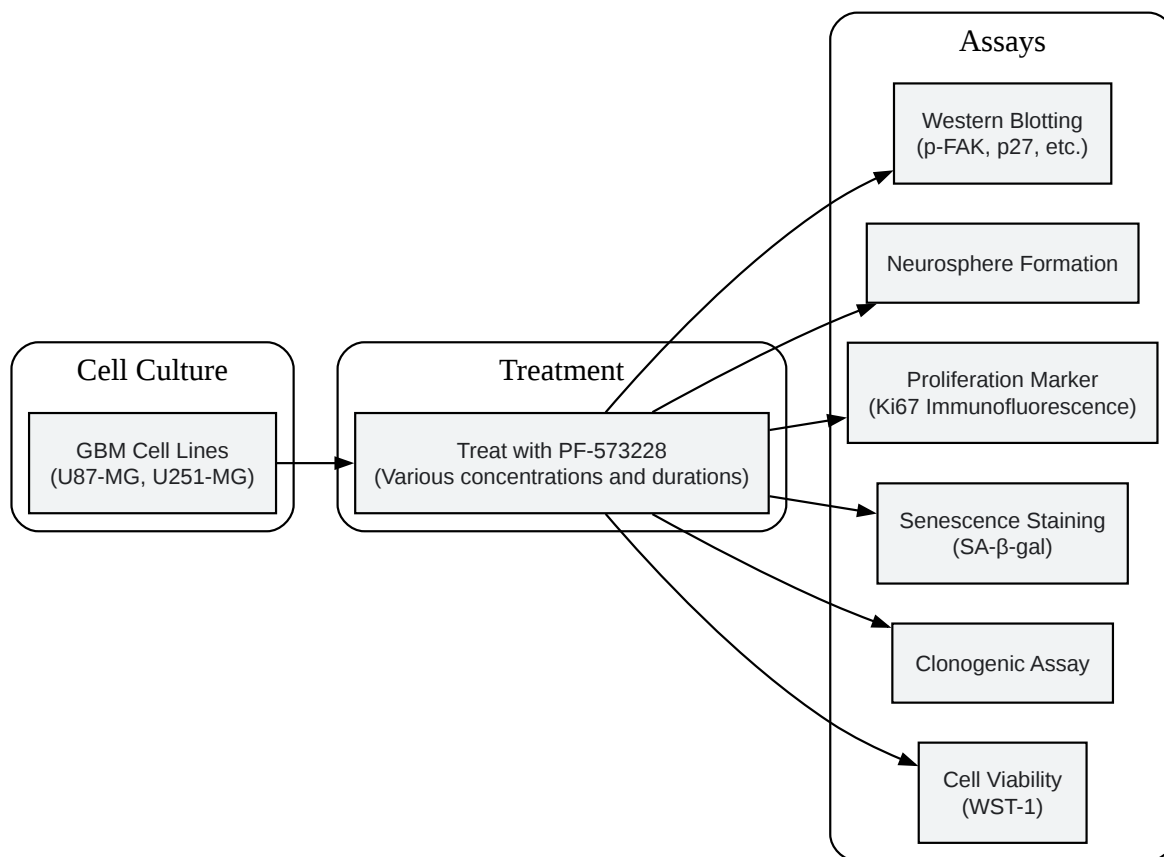 Cell Culture
GBM Cell Lines
(U87-MG, U251-MG)
Treatment
Treat with PF-573228
(Various concentrations and durations)
Assays
Western Blotting
(p-FAK, p27, etc.)
Neurosphere Formation
Proliferation Marker
(Ki67 Immunofluorescence)
Senescence Staining
(SA-β-gal)
Clonogenic Assay
Cell Viability
(WST-1)